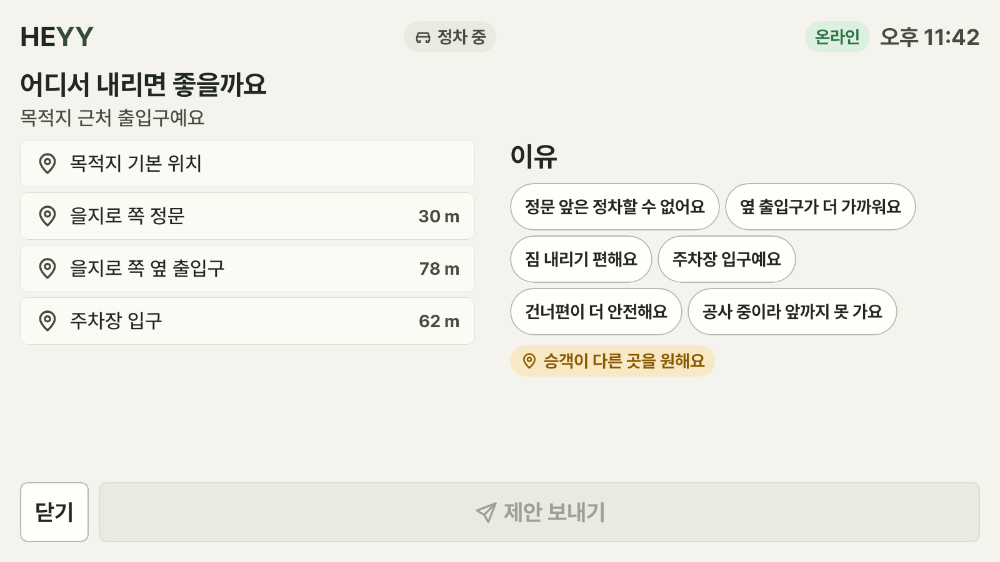 HEYY
정차 중
온라인
오후 11:42
어디서 내리면 좋을까요
목적지 근처 출입구예요
목적지 기본 위치
을지로 쪽 정문 30 m
을지로 쪽 옆 출입구 78 m
주차장 입구 62 m
이유
정문 앞은 정차할 수 없어요
옆 출입구가 더 가까워요
짐 내리기 편해요
주차장 입구예요
건너편이 더 안전해요
공사 중이라 앞까지 못 가요
승객이 다른 곳을 원해요
닫기
제안 보내기